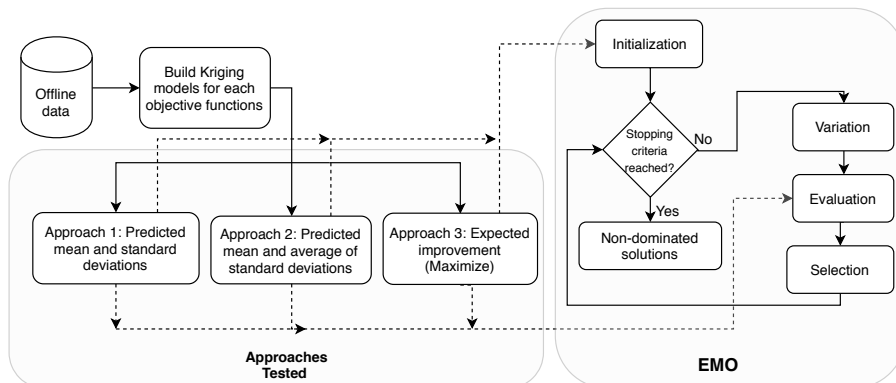 Offline
data
Build Kriging
models for each
objective functions
Approach 1: Predicted
mean and standard
deviations
Approach 2: Predicted
mean and average of
standard deviations
Approach 3: Expected
improvement
(Maximize)
Approaches
Tested
Initialization
Stopping
criteria
reached?
No
Yes
Non-dominated
solutions
Variation
Evaluation
Selection
EMO